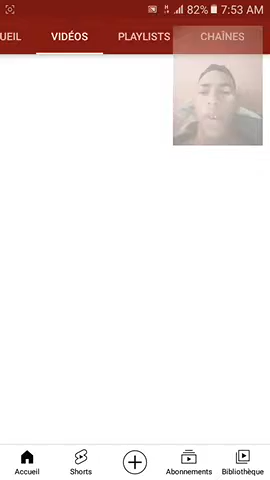 82% 7:53 AM
UEIL VIDÉOS PLAYLISTS CHAÎNES
Accueil Shorts Abonnements Bibliothèque